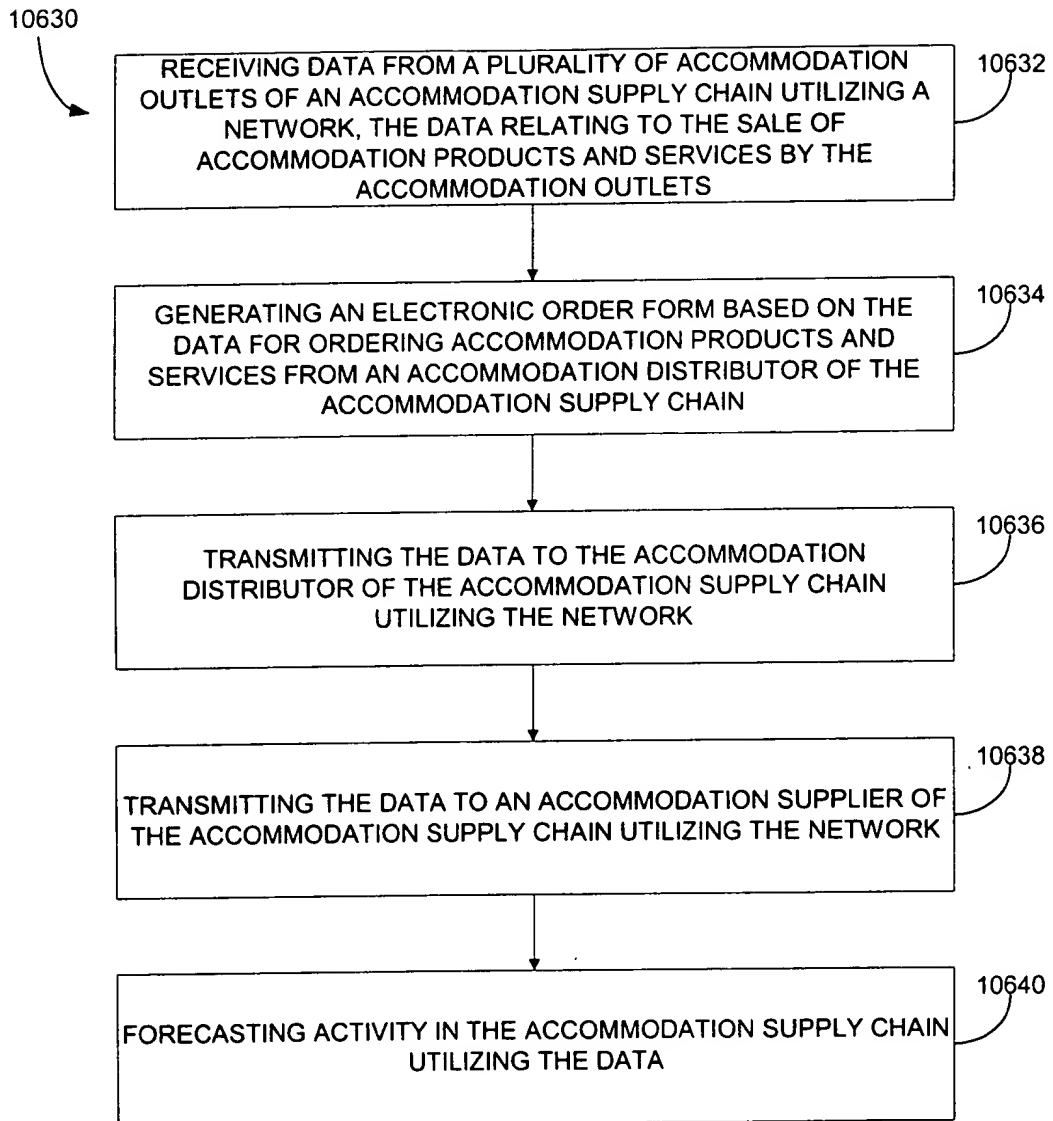 10630
RECEIVING DATA FROM A PLURALITY OF ACCOMMODATION
OUTLETS OF AN ACCOMMODATION SUPPLY CHAIN UTILIZING A
NETWORK, THE DATA RELATING TO THE SALE OF
ACCOMMODATION PRODUCTS AND SERVICES BY THE
ACCOMMODATION OUTLETS
10632
GENERATING AN ELECTRONIC ORDER FORM BASED ON THE
DATA FOR ORDERING ACCOMMODATION PRODUCTS AND
SERVICES FROM AN ACCOMMODATION DISTRIBUTOR OF THE
ACCOMMODATION SUPPLY CHAIN
10634
TRANSMITTING THE DATA TO THE ACCOMMODATION
DISTRIBUTOR OF THE ACCOMMODATION SUPPLY CHAIN
UTILIZING THE NETWORK
10636
TRANSMITTING THE DATA TO AN ACCOMMODATION SUPPLIER OF
THE ACCOMMODATION SUPPLY CHAIN UTILIZING THE NETWORK
10638
FORECASTING ACTIVITY IN THE ACCOMMODATION SUPPLY CHAIN
UTILIZING THE DATA
10640